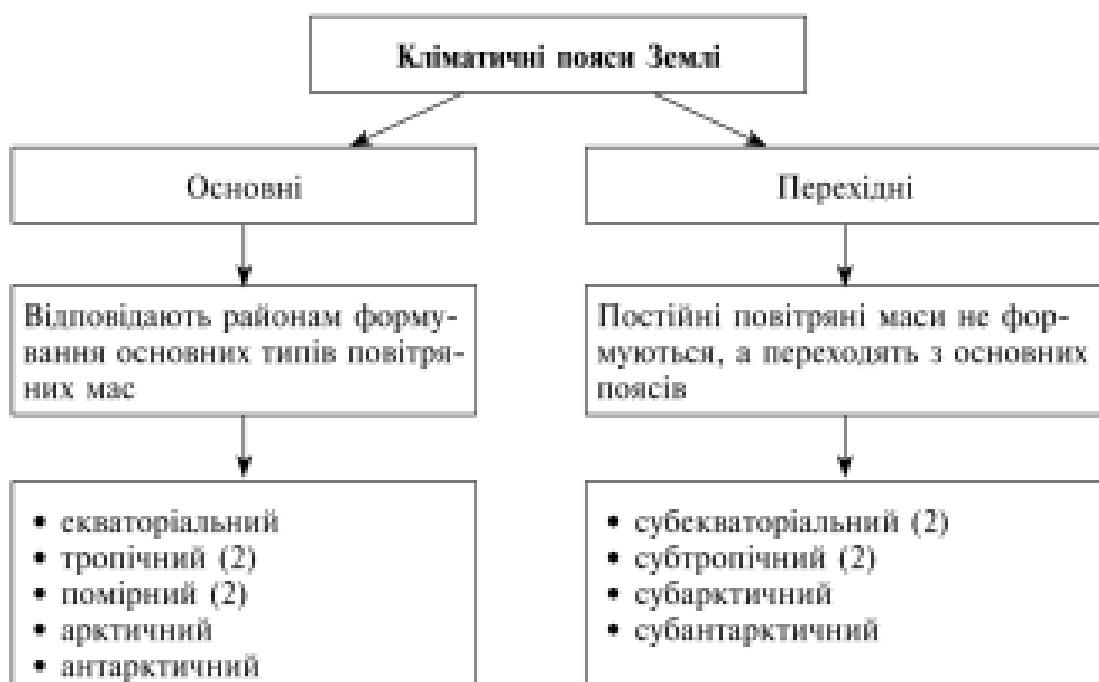 Кліматичні пояси Землі
Основні
Перехідні
Відповідають районам форму-
вання основних типів повітря-
них мас
Постійні повітряні маси не фор-
муються, а переходять з основних
поясів
• екваторіальний
• тропічний (2)
• помірний (2)
• арктичний
• антарктичний
• субекваторіальний (2)
• субтропічний (2)
• субарктичний
• субантарктичний